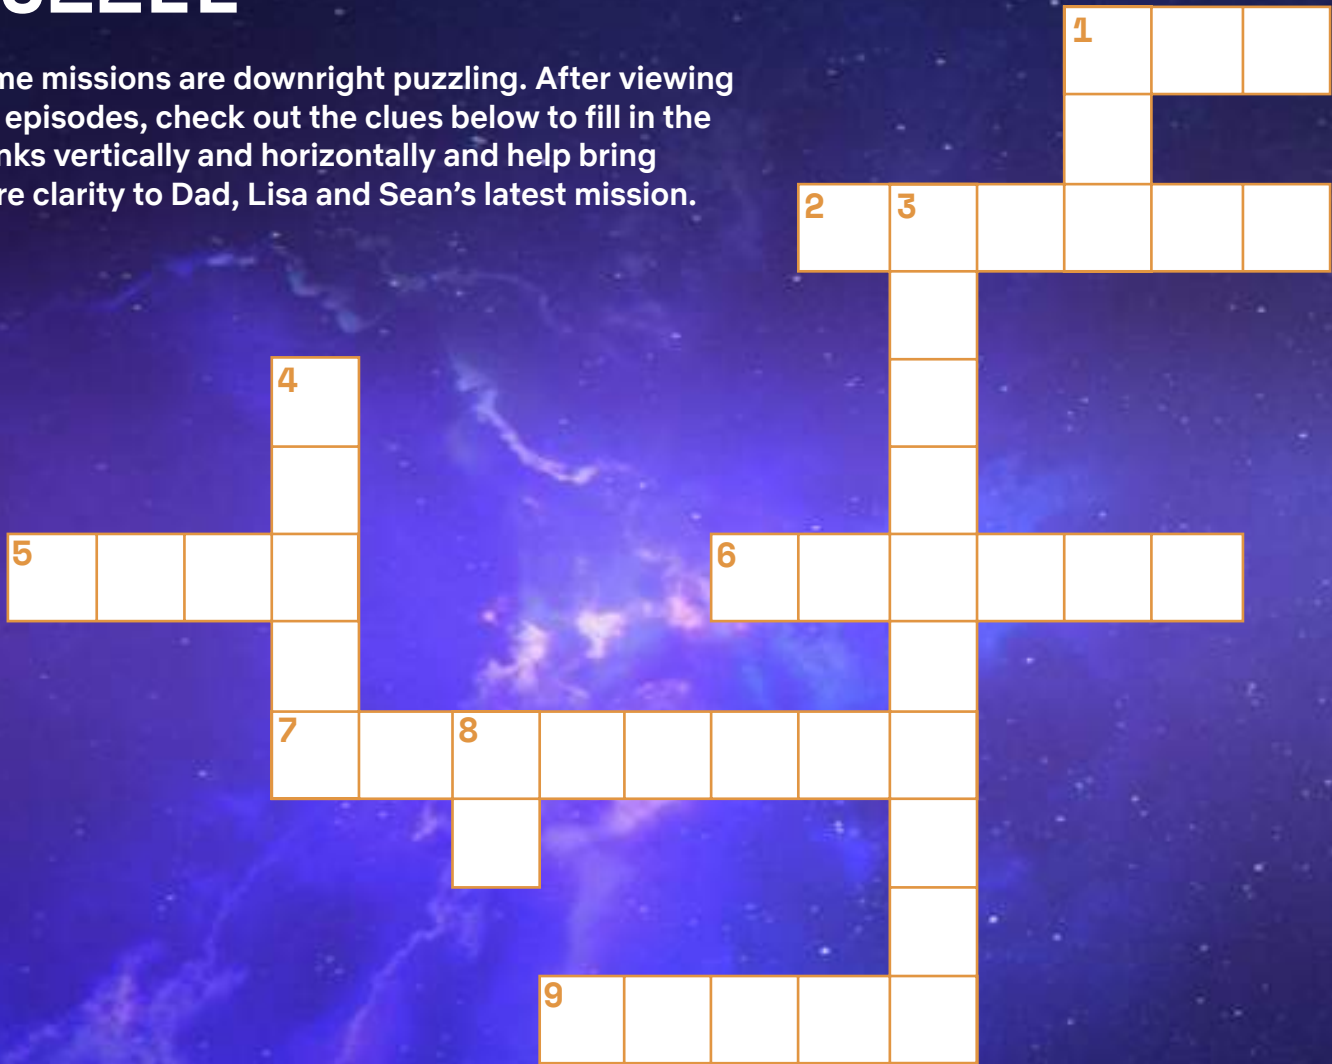 me missions are downright puzzling. After viewing
episodes, check out the clues below to fill in the
nks vertically and horizontally and help bring
re clarity to Dad, Lisa and Sean’s latest mission.
1
2 3
4
5 6
7 8
9